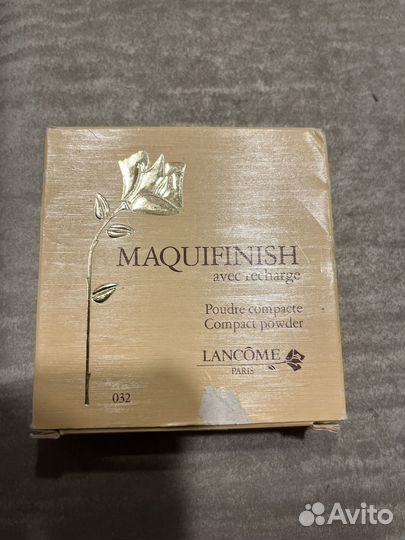 MAQUIFINISH
avec recharge
Poudre compacte
Compact powder
LANCÔME
PARIS
032
Avito